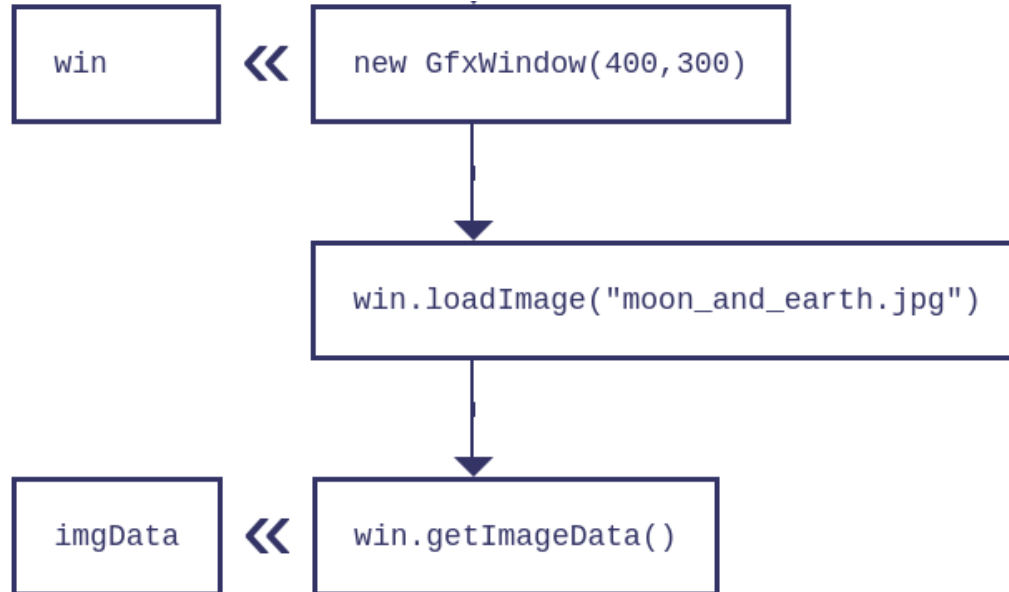 win « new GfxWindow(400,300)
win.loadImage("moon_and_earth.jpg")
imgData « win.getImageData()